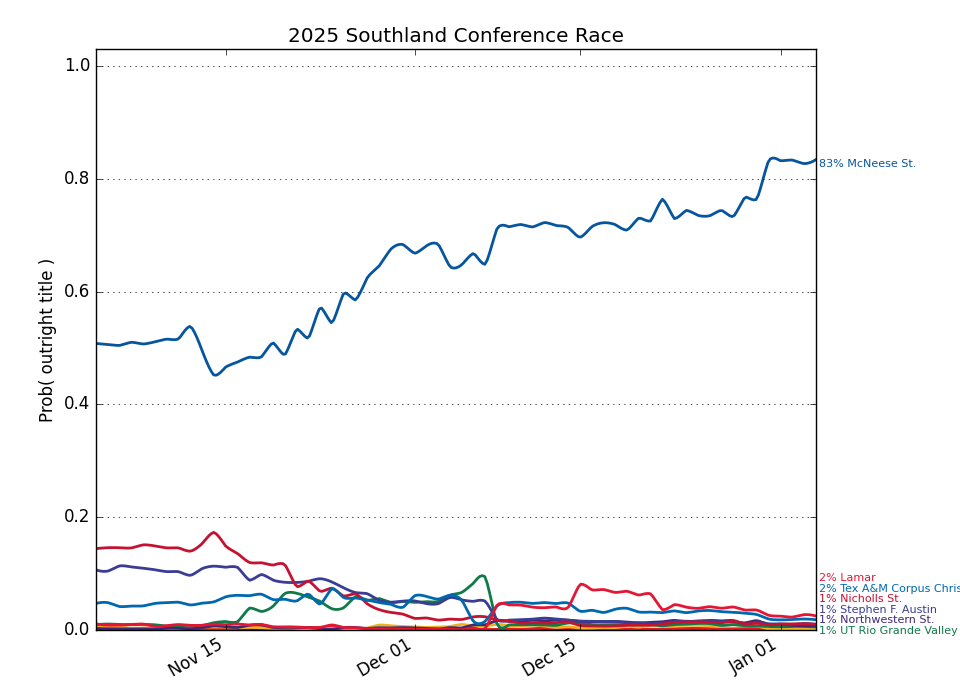 2025 Southland Conference Race
Prob( outright title )
1.0
0.8
0.6
0.4
0.2
0.0
Nov 15
Dec 01
Dec 15
Jan 01
83% McNeese St.
2% Lamar
2% Tex A&M Corpus Chris
1% Nicholls St.
1% Stephen F. Austin
1% Northwestern St.
1% UT Rio Grande Valley